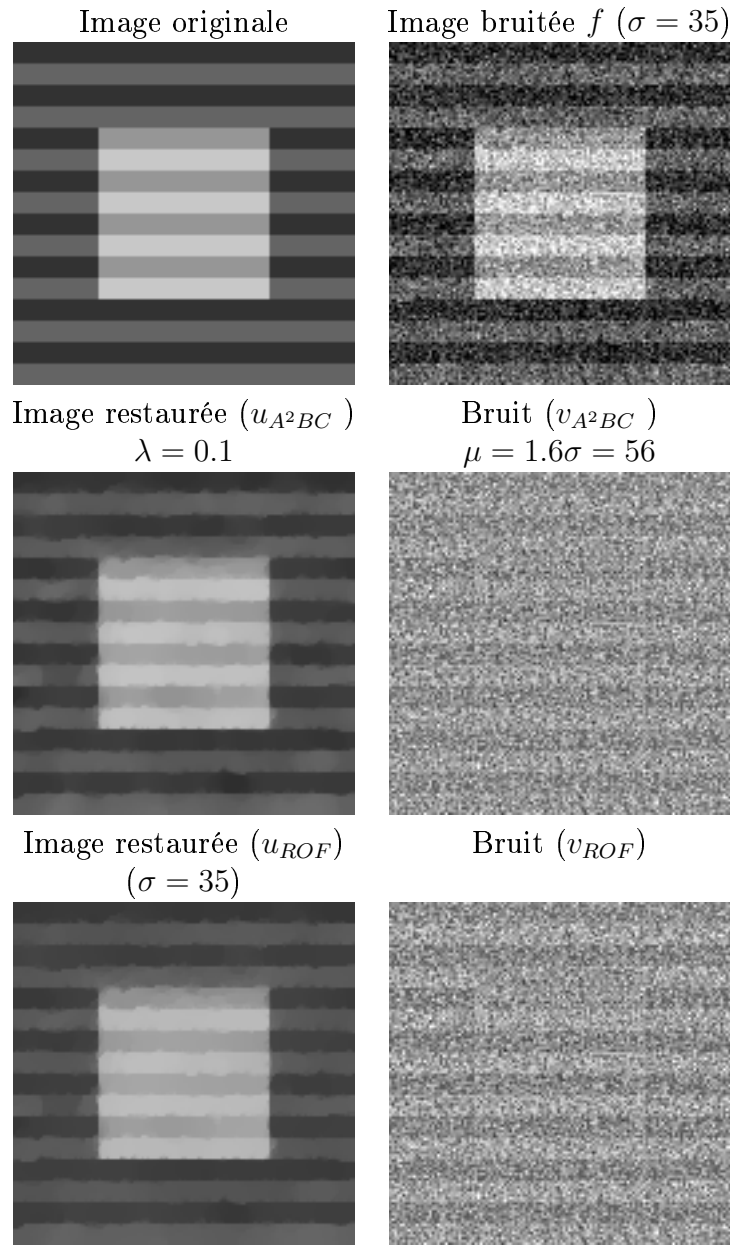 Image originale
Image bruitée f (σ = 35)
Image restaurée (u_{A²BC} )
λ = 0.1
Bruit (v_{A²BC} )
μ = 1.6σ = 56
Image restaurée (u_{ROF})
(σ = 35)
Bruit (v_{ROF})